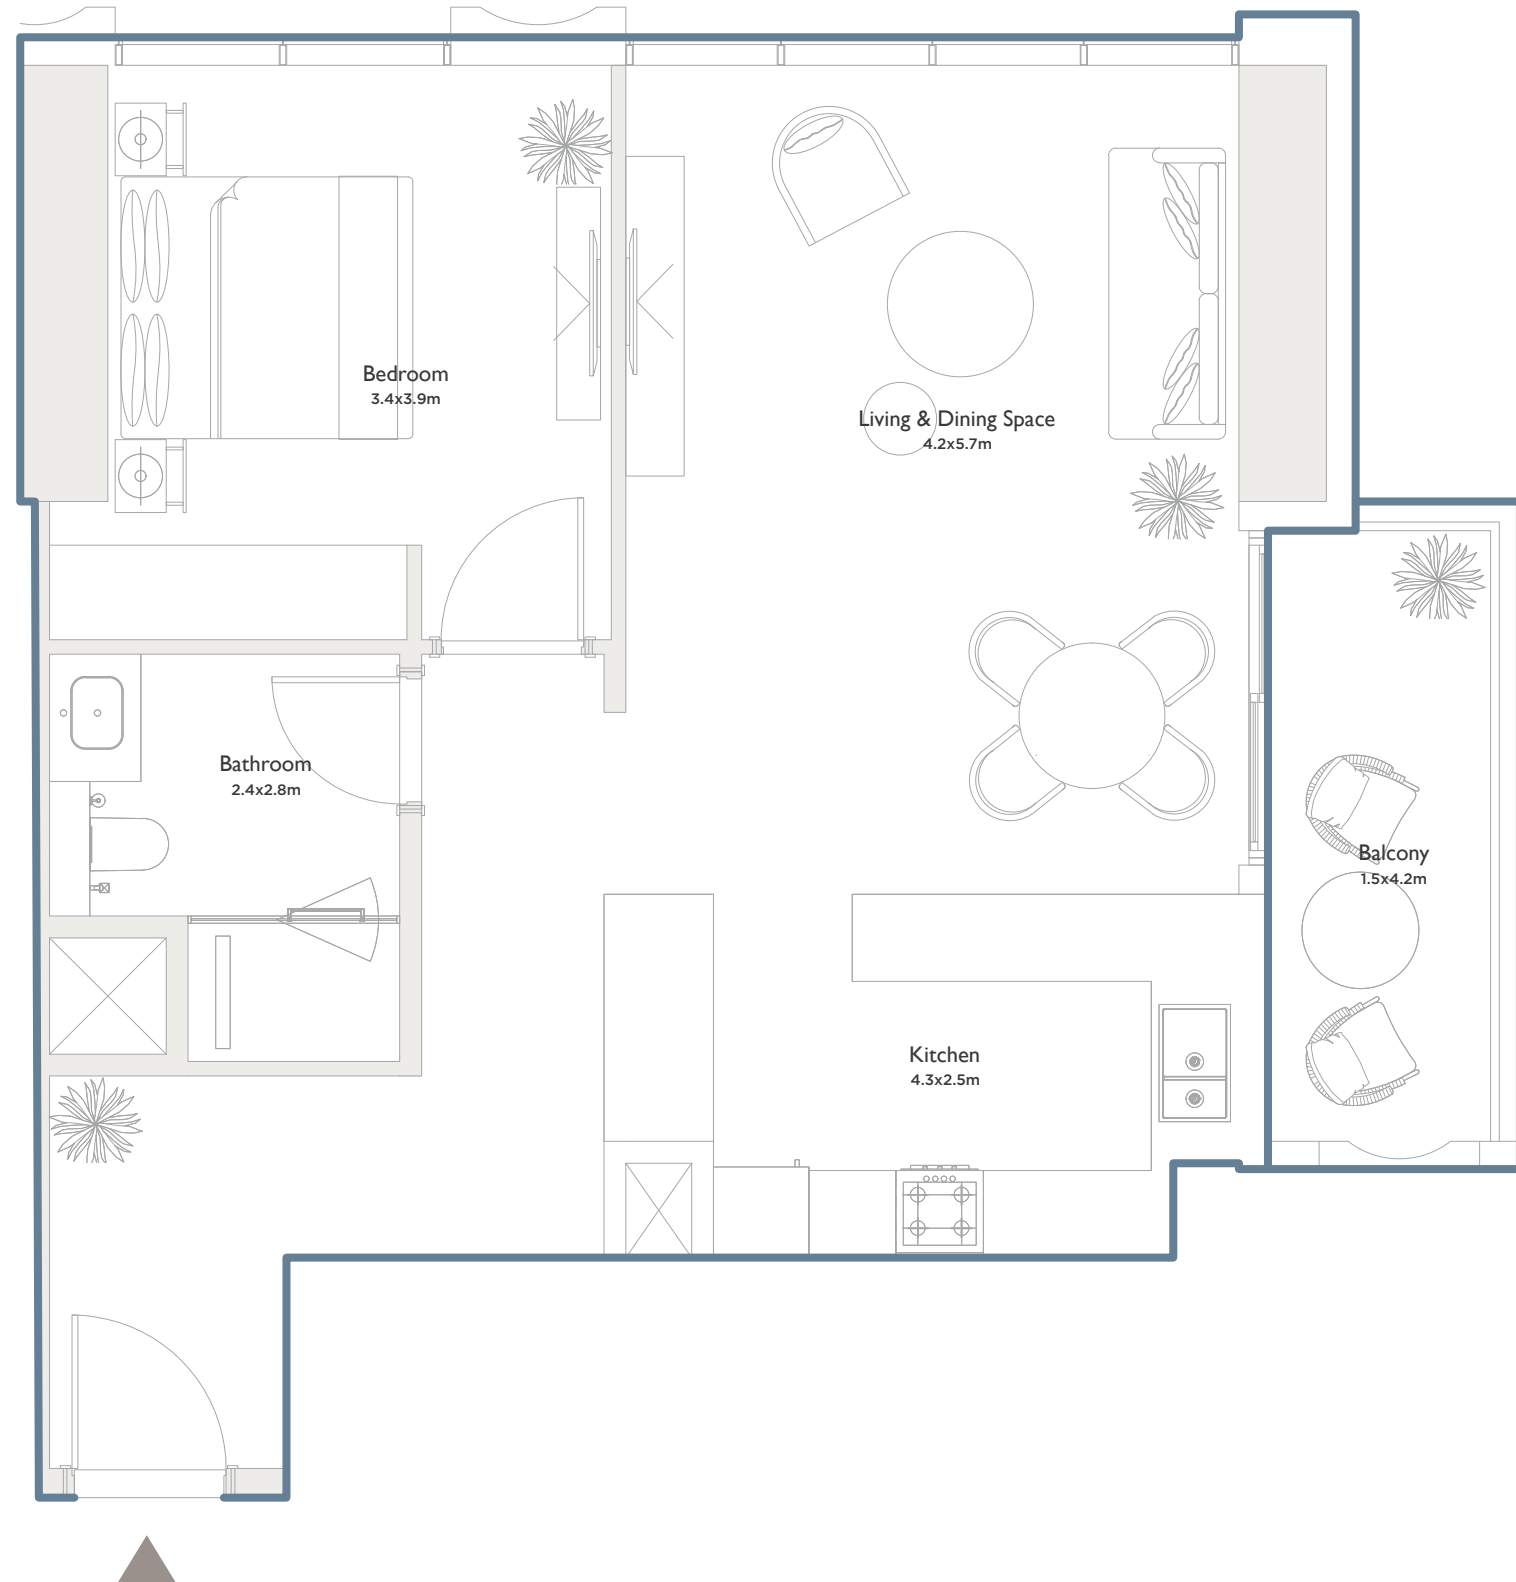 Bedroom
3.4x3.9m
Living & Dining Space
4.2x5.7m
Bathroom
2.4x2.8m
Balcony
1.5x4.2m
Kitchen
4.3x2.5m